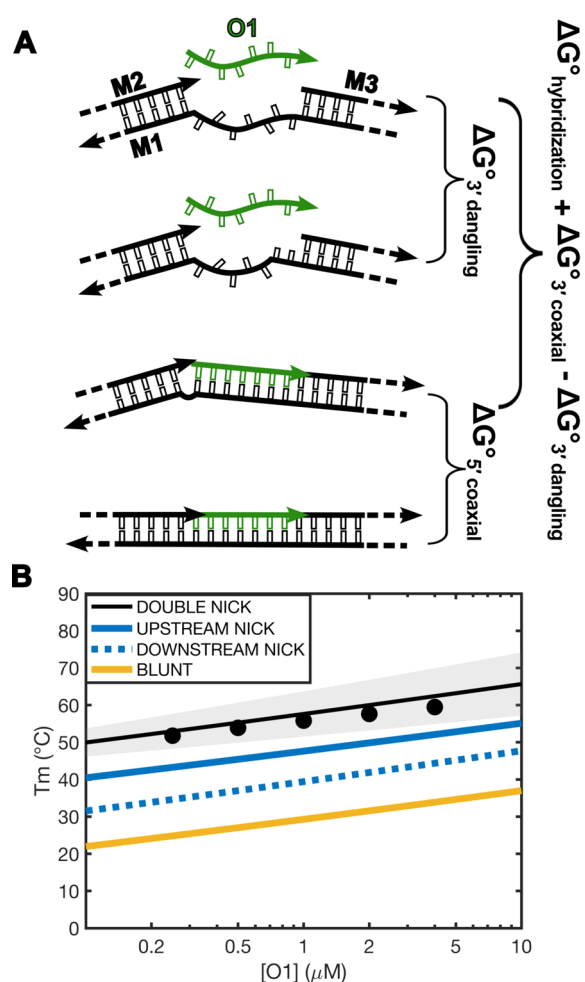 A
O1
M2
M3
M1
ΔG° 3′ dangling
ΔG° hybridization + ΔG° 3′ coaxial - ΔG° 3′ dangling
ΔG° 5′ coaxial
B
DOUBLE NICK
UPSTREAM NICK
DOWNSTREAM NICK
BLUNT
90
80
70
60
50
40
30
20
10
0
Tm (°C)
0.2 0.5 1 2 5 10
[O1] (μM)